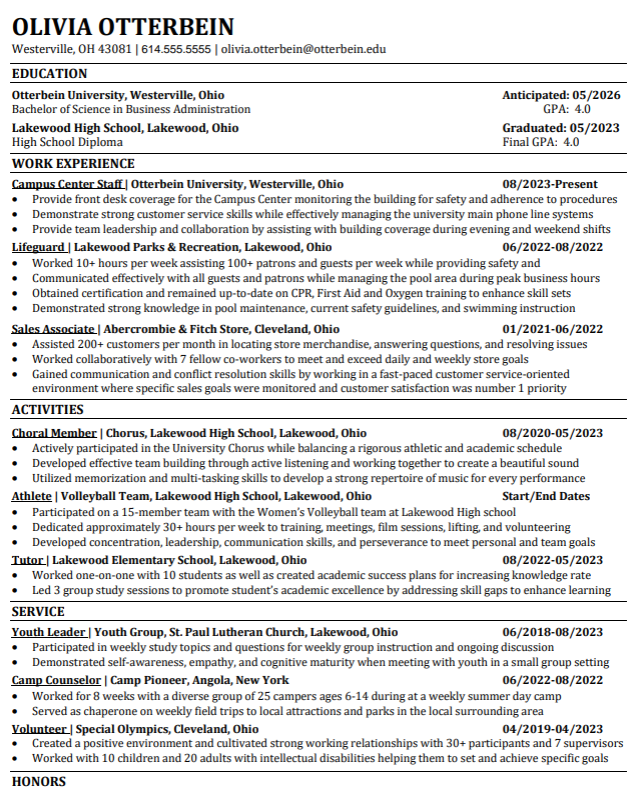 OLIVIA OTTERBEIN
Westerville, OH 43081 | 614.555.5555 | olivia.otterbein@otterbein.edu
EDUCATION
Otterbein University, Westerville, Ohio Anticipated: 05/2026
Bachelor of Science in Business Administration GPA: 4.0
Lakewood High School, Lakewood, Ohio Graduated: 05/2023
High School Diploma Final GPA: 4.0
WORK EXPERIENCE
Campus Center Staff | Otterbein University, Westerville, Ohio 08/2023-Present
• Provide front desk coverage for the Campus Center monitoring the building for safety and adherence to procedures
• Demonstrate strong customer service skills while effectively managing the university main phone line systems
• Provide team leadership and collaboration by assisting with building coverage during evening and weekend shifts
Lifeguard | Lakewood Parks & Recreation, Lakewood, Ohio 06/2022-08/2022
• Worked 10+ hours per week assisting 100+ patrons and guests per week while providing safety and
• Communicated effectively with all guests and patrons while managing the pool area during peak business hours
• Obtained certification and remained up-to-date on CPR, First Aid and Oxygen training to enhance skill sets
• Demonstrated strong knowledge in pool maintenance, current safety guidelines, and swimming instruction
Sales Associate | Abercrombie & Fitch Store, Cleveland, Ohio 01/2021-06/2022
• Assisted 200+ customers per month in locating store merchandise, answering questions, and resolving issues
• Worked collaboratively with 7 fellow co-workers to meet and exceed daily and weekly store goals
• Gained communication and conflict resolution skills by working in a fast-paced customer service-oriented
environment where specific sales goals were monitored and customer satisfaction was number 1 priority
ACTIVITIES
Choral Member | Chorus, Lakewood High School, Lakewood, Ohio 08/2020-05/2023
• Actively participated in the University Chorus while balancing a rigorous athletic and academic schedule
• Developed effective team building through active listening and working together to create a beautiful sound
• Utilized memorization and multi-tasking skills to develop a strong repertoire of music for every performance
Athlete | Volleyball Team, Lakewood High School, Lakewood, Ohio Start/End Dates
• Participated on a 15-member team with the Women's Volleyball team at Lakewood High school
• Dedicated approximately 30+ hours per week to training, meetings, film sessions, lifting, and volunteering
• Developed concentration, leadership, communication skills, and perseverance to meet personal and team goals
Tutor | Lakewood Elementary School, Lakewood, Ohio 08/2022-05/2023
• Worked one-on-one with 10 students as well as created academic success plans for increasing knowledge rate
• Led 3 group study sessions to promote student's academic excellence by addressing skill gaps to enhance learning
SERVICE
Youth Leader | Youth Group, St. Paul Lutheran Church, Lakewood, Ohio 06/2018-08/2023
• Participated in weekly study topics and questions for weekly group instruction and ongoing discussion
• Demonstrated self-awareness, empathy, and cognitive maturity when meeting with youth in a small group setting
Camp Counselor | Camp Pioneer, Angola, New York 06/2022-08/2022
• Worked for 8 weeks with a diverse group of 25 campers ages 6-14 during at a weekly summer day camp
• Served as chaperone on weekly field trips to local attractions and parks in the local surrounding area
Volunteer | Special Olympics, Cleveland, Ohio 04/2019-04/2023
• Created a positive environment and cultivated strong working relationships with 30+ participants and 7 supervisors
• Worked with 10 children and 20 adults with intellectual disabilities helping them to set and achieve specific goals
HONORS